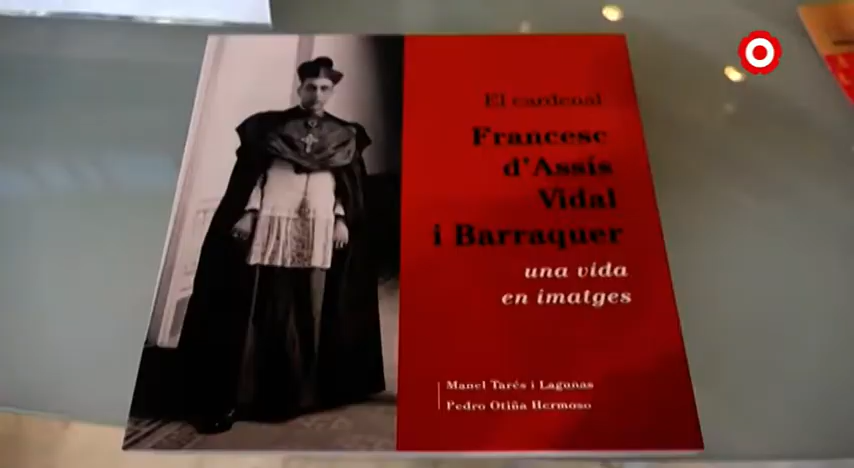 El cardenal
Francesc
d'Assís
Vidal
i Barraquer
una vida
en imatges
Manel Tarés i Lagunas
Pedro Otiña Hermoso